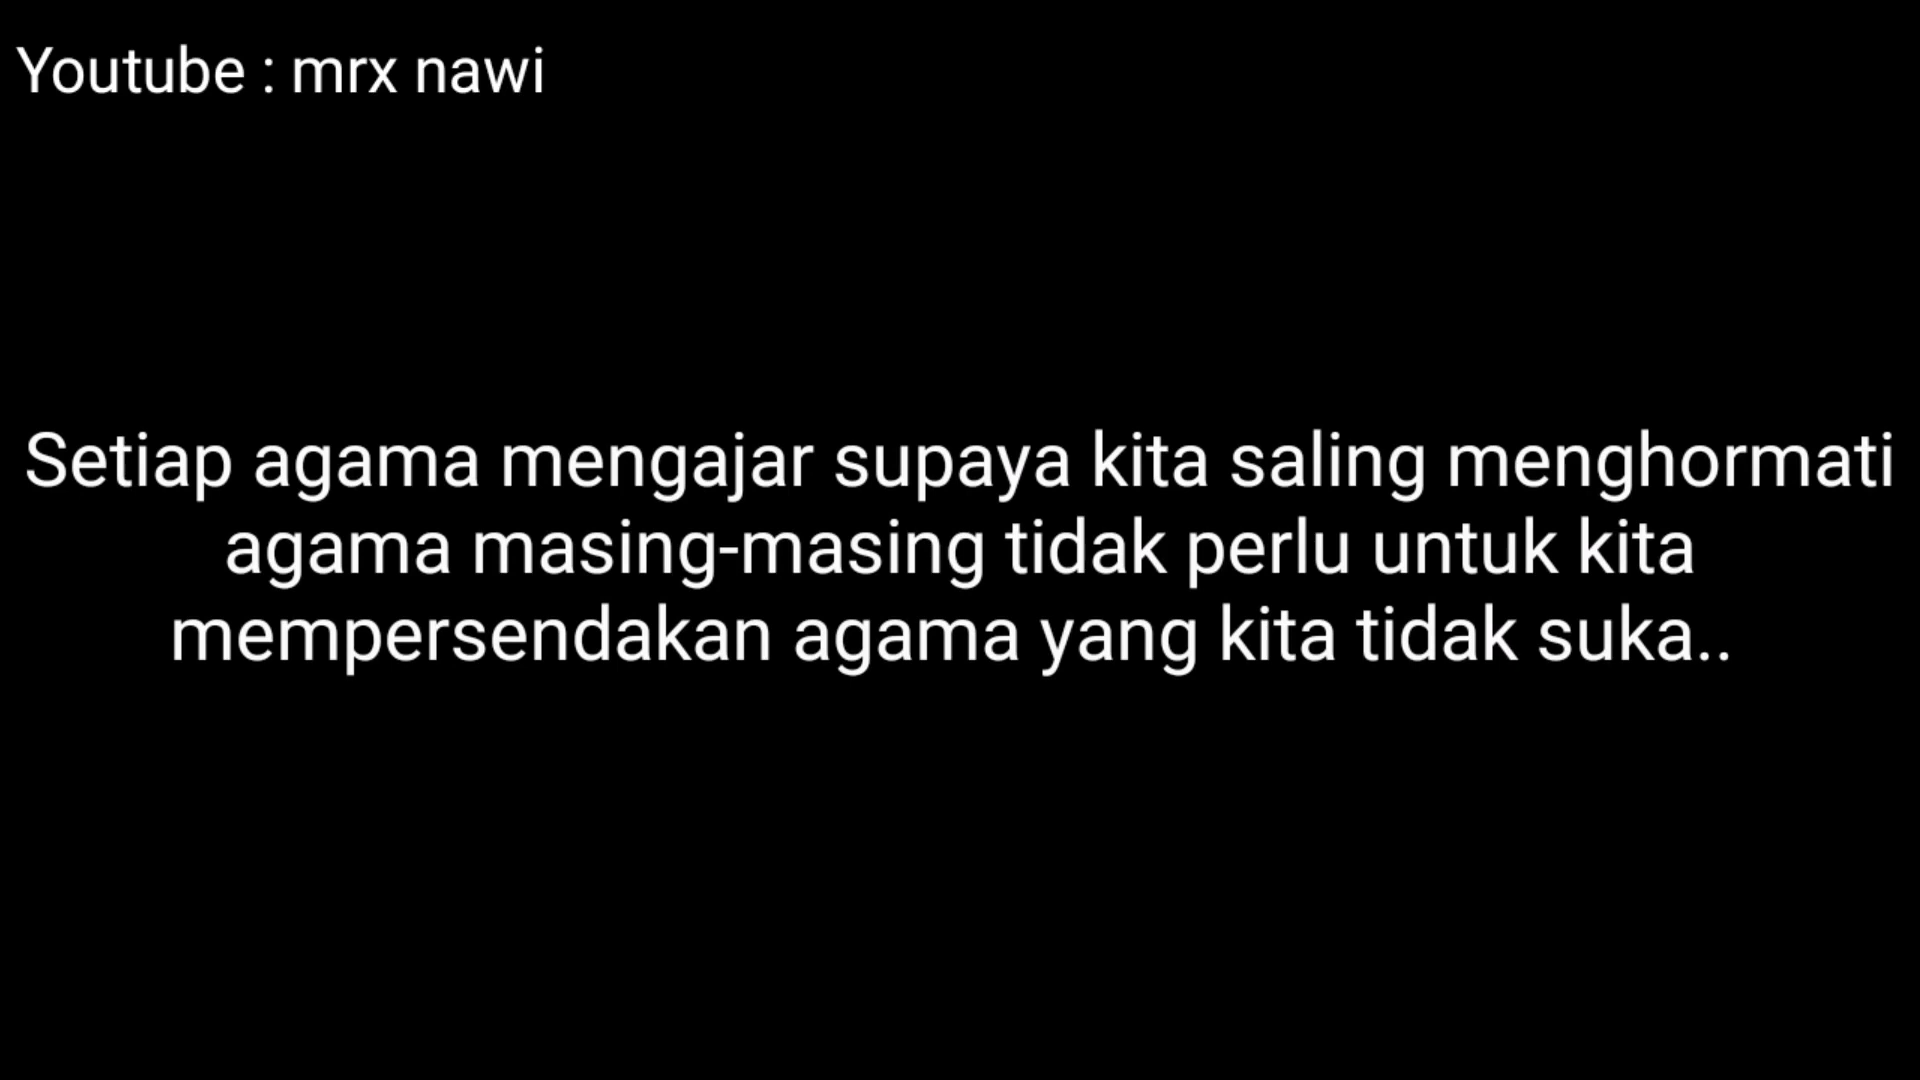 Youtube : mrx nawi
Setiap agama mengajar supaya kita saling menghormati
agama masing-masing tidak perlu untuk kita
mempersendakan agama yang kita tidak suka..